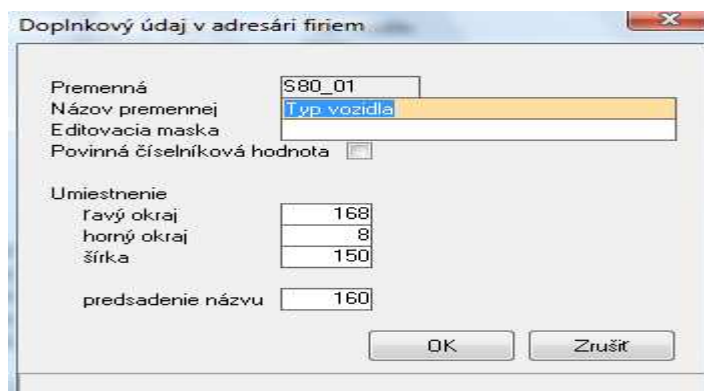 Doplnkový údaj v adresári firiem
Premenná S80_01
Názov premennej Typ vozidla
Editovacia maska
Povinná číselníková hodnota
Umiestnenie
ľavý okraj 168
horný okraj 8
šírka 150
predsadenie názvu 160
OK Zrušiť